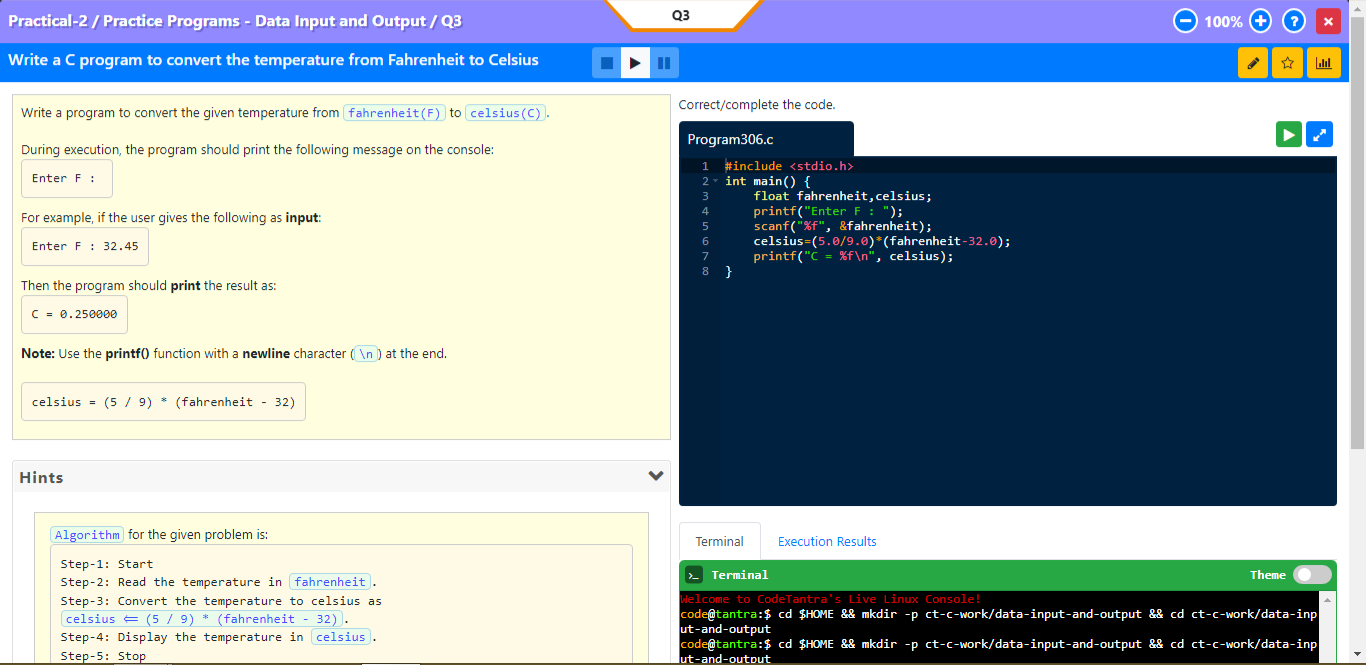 Practical-2 / Practice Programs - Data Input and Output / Q3
Q3
100%
?
Write a C program to convert the temperature from Fahrenheit to Celsius
Write a program to convert the given temperature from fahrenheit(F) to celsius(C).
During execution, the program should print the following message on the console:
Enter F :
For example, if the user gives the following as input:
Enter F : 32.45
Then the program should print the result as:
C = 0.250000
Note: Use the printf() function with a newline character (\n) at the end.
celsius = (5 / 9) * (fahrenheit - 32)
Hints
Algorithm for the given problem is:
Step-1: Start
Step-2: Read the temperature in fahrenheit.
Step-3: Convert the temperature to celsius as
celsius ⟸ (5 / 9) * (fahrenheit - 32).
Step-4: Display the temperature in celsius.
Step-5: Stop
Correct/complete the code.
Program306.c
1 #include <stdio.h>
2 int main() {
3 float fahrenheit,celsius;
4 printf("Enter F : ");
5 scanf("%f", &fahrenheit);
6 celsius=(5.0/9.0)*(fahrenheit-32.0);
7 printf("C = %f\n", celsius);
8 }
Terminal Execution Results
>_ Terminal Theme
Welcome to CodeTantra's Live Linux Console!
code@tantra:$ cd $HOME && mkdir -p ct-c-work/data-input-and-output && cd ct-c-work/data-inp
ut-and-output
code@tantra:$ cd $HOME && mkdir -p ct-c-work/data-input-and-output && cd ct-c-work/data-inp
ut-and-output